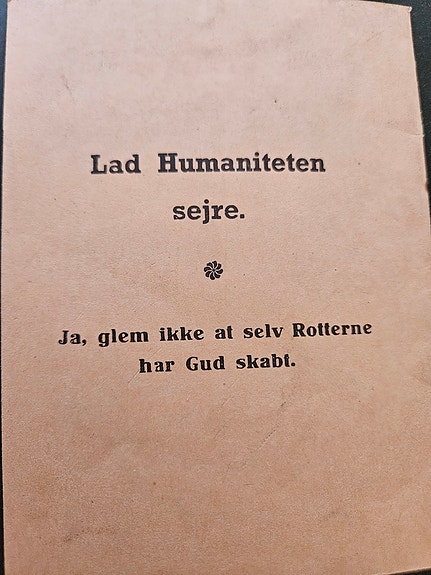 Lad Humaniteten
sejre.
Ja, glem ikke at selv Rotterne
har Gud skabt.